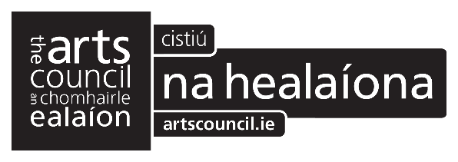 the arts
council
an chomhairle
ealaíon
cistiú
na healaíona
artscouncil.ie